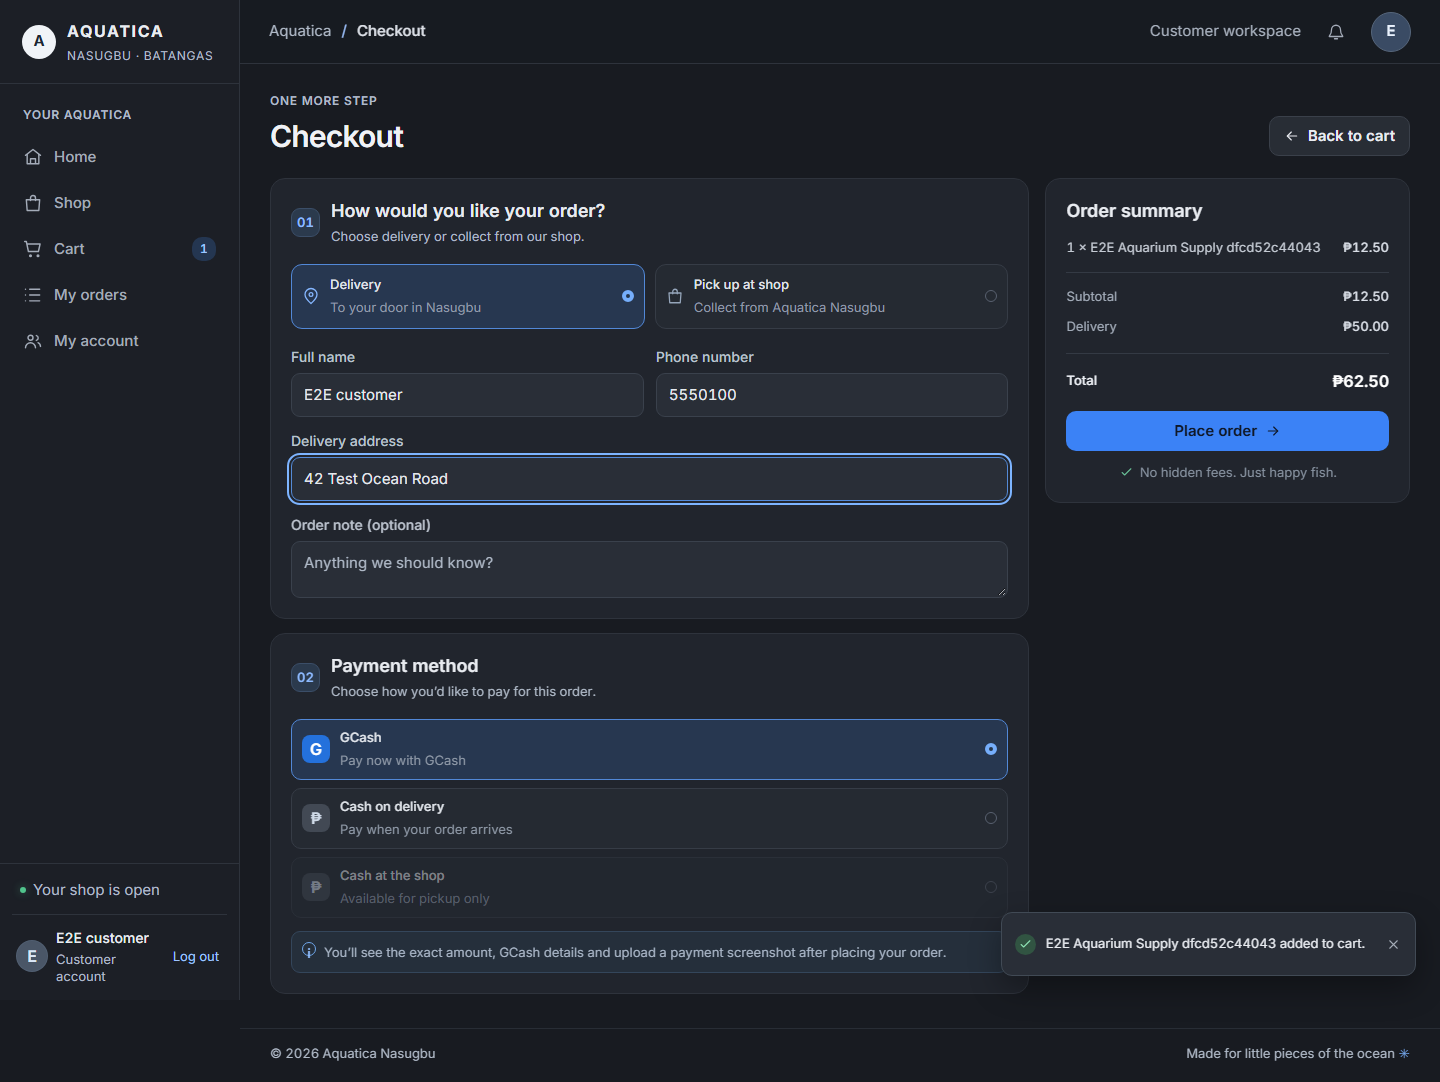 A
AQUATICA
NASUGBU · BATANGAS
Aquatica / Checkout
Customer workspace
E
YOUR AQUATICA
Home
Shop
Cart
1
My orders
My account
Your shop is open
E
E2E customer
Customer
account
Log out
ONE MORE STEP
Checkout
← Back to cart
01
How would you like your order?
Choose delivery or collect from our shop.
Delivery
To your door in Nasugbu
Pick up at shop
Collect from Aquatica Nasugbu
Full name
Phone number
E2E customer
5550100
Delivery address
42 Test Ocean Road
Order note (optional)
Anything we should know?
02
Payment method
Choose how you’d like to pay for this order.
G
GCash
Pay now with GCash
₱
Cash on delivery
Pay when your order arrives
₱
Cash at the shop
Available for pickup only
You’ll see the exact amount, GCash details and upload a payment screenshot after placing your order.
Order summary
1 × E2E Aquarium Supply dfcd52c44043 ₱12.50
Subtotal ₱12.50
Delivery ₱50.00
Total ₱62.50
Place order →
✓ No hidden fees. Just happy fish.
E2E Aquarium Supply dfcd52c44043 added to cart.
© 2026 Aquatica Nasugbu
Made for little pieces of the ocean ✳